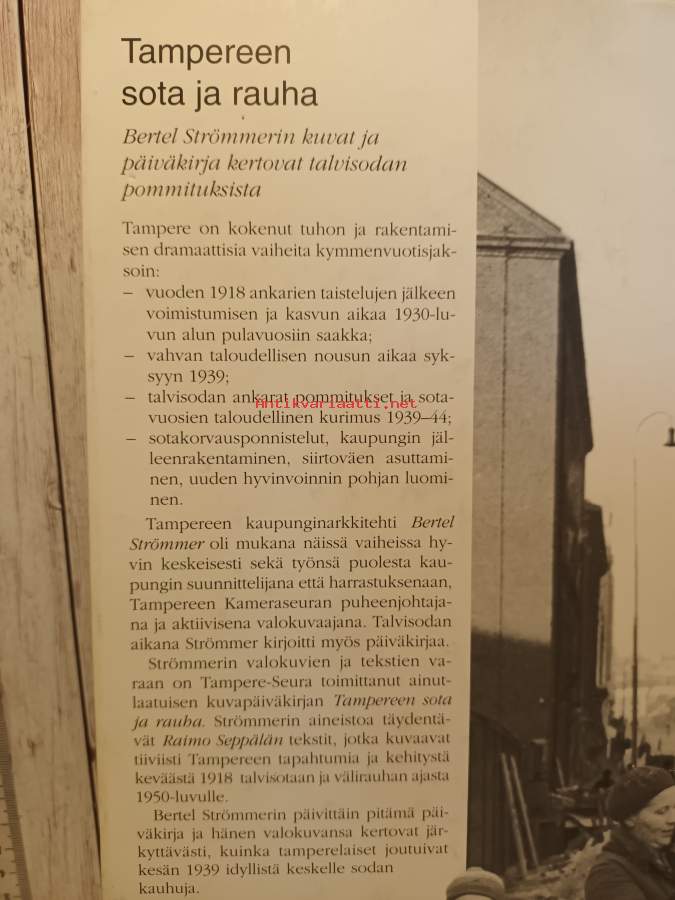 Tampereen
sota ja rauha
Bertel Strömmerin kuvat ja
päiväkirja kertovat talvisodan
pommituksista
Tampere on kokenut tuhon ja rakentami-
sen dramaattisia vaiheita kymmenvuotisjak-
soin:
– vuoden 1918 ankarien taistelujen jälkeen
voimistumisen ja kasvun aikaa 1930-lu-
vun alun pulavuosiin saakka;
– vahvan taloudellisen nousun aikaa syk-
syyn 1939;
– talvisodan ankarat pommitukset ja sota-
Antikvariaatti.net
vuosien taloudellinen kurimus 1939–44;
– sotakorvausponnistelut, kaupungin jäl-
leenrakentaminen, siirtoväen asuttami-
nen, uuden hyvinvoinnin pohjan luomi-
nen.
Tampereen kaupunginarkkitehti Bertel
Strömmer oli mukana näissä vaiheissa hy-
vin keskeisesti sekä työnsä puolesta kau-
pungin suunnittelijana että harrastuksenaan,
Tampereen Kameraseuran puheenjohtaja-
na ja aktiivisena valokuvaajana. Talvisodan
aikana Strömmer kirjoitti myös päiväkirjaa.
Strömmerin valokuvien ja tekstien va-
raan on Tampere-Seura toimittanut ainut-
laatuisen kuvapäiväkirjan Tampereen sota
ja rauha. Strömmerin aineistoa täydentä-
vät Raimo Seppälän tekstit, jotka kuvaavat
tiiviisti Tampereen tapahtumia ja kehitystä
keväästä 1918 talvisotaan ja välirauhan ajasta
1950-luvulle.
Bertel Strömmerin päivittäin pitämä päi-
väkirja ja hänen valokuvansa kertovat jär-
kyttävästi, kuinka tamperelaiset joutuivat
kesän 1939 idyllistä keskelle sodan
kauhuja.